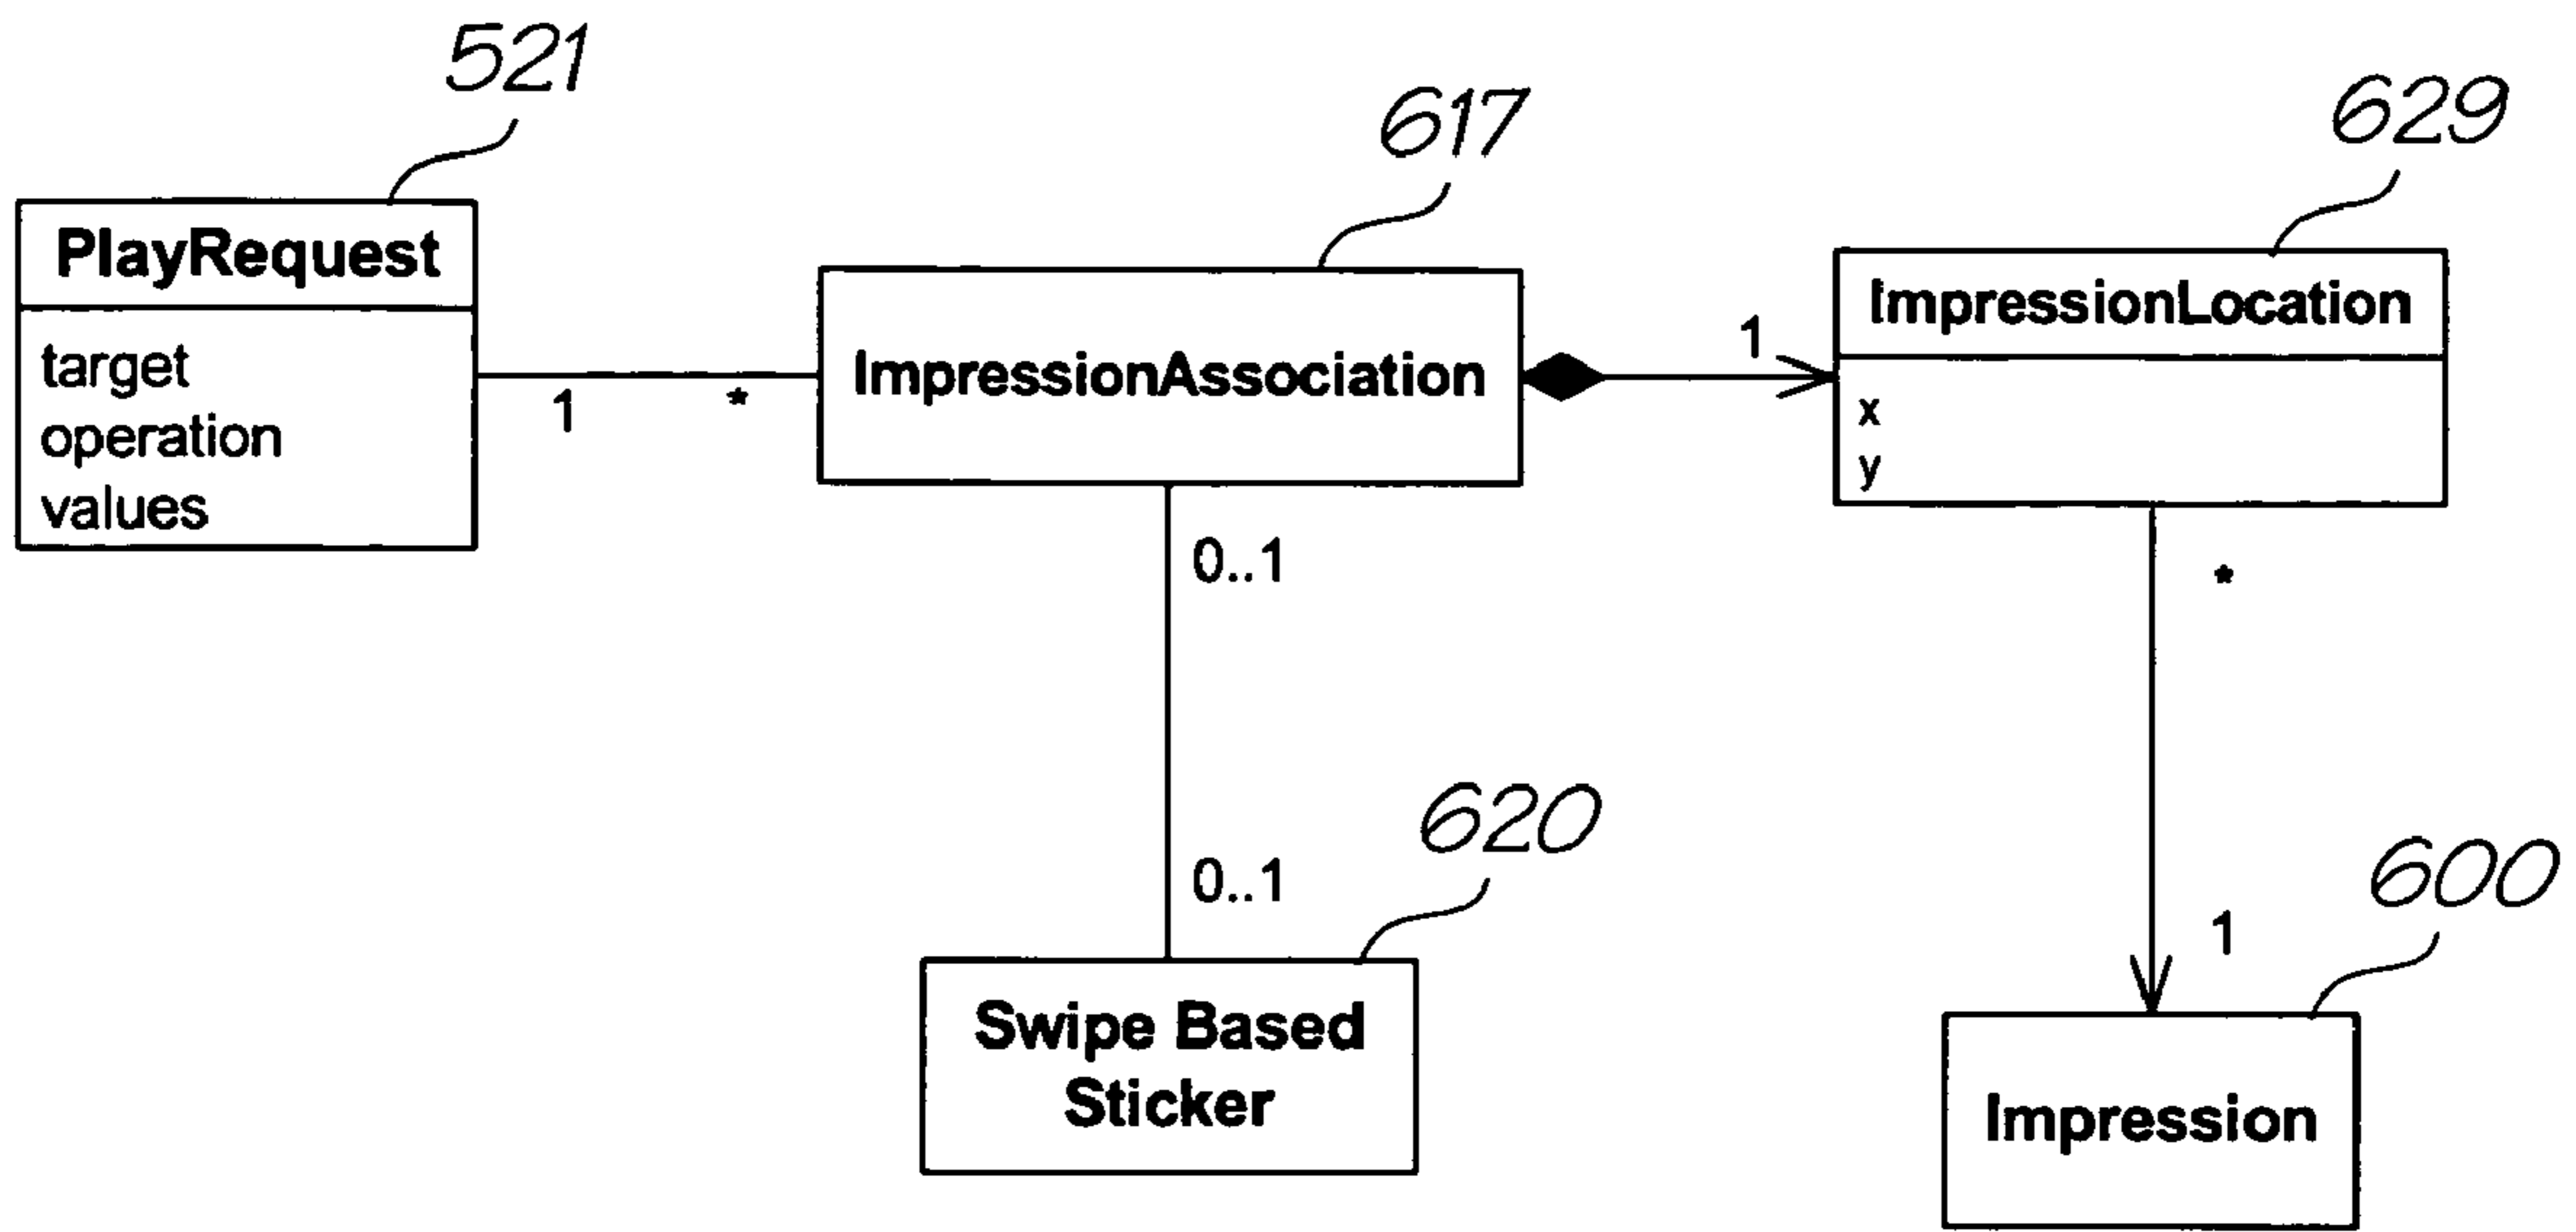 521
617
629
PlayRequest
target
operation
values
1
*
ImpressionAssociation
1
ImpressionLocation
x
y
0..1
*
0..1
620
Swipe Based
Sticker
1
600
Impression